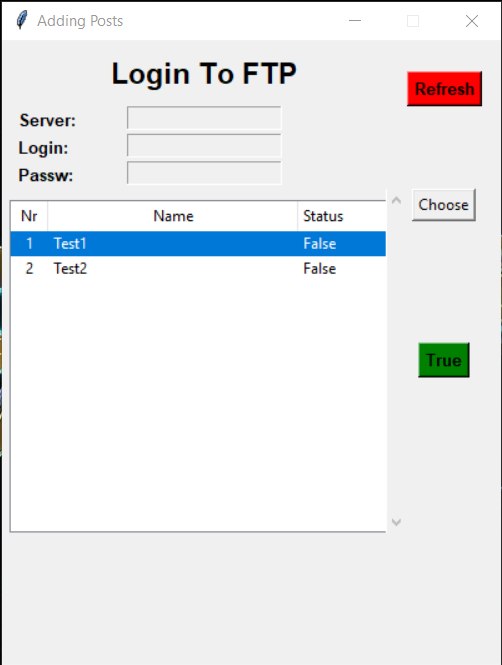 Adding Posts
Login To FTP
Refresh
Server:
Login:
Passw:
Choose
Nr Name Status
1 Test1 False
2 Test2 False
True